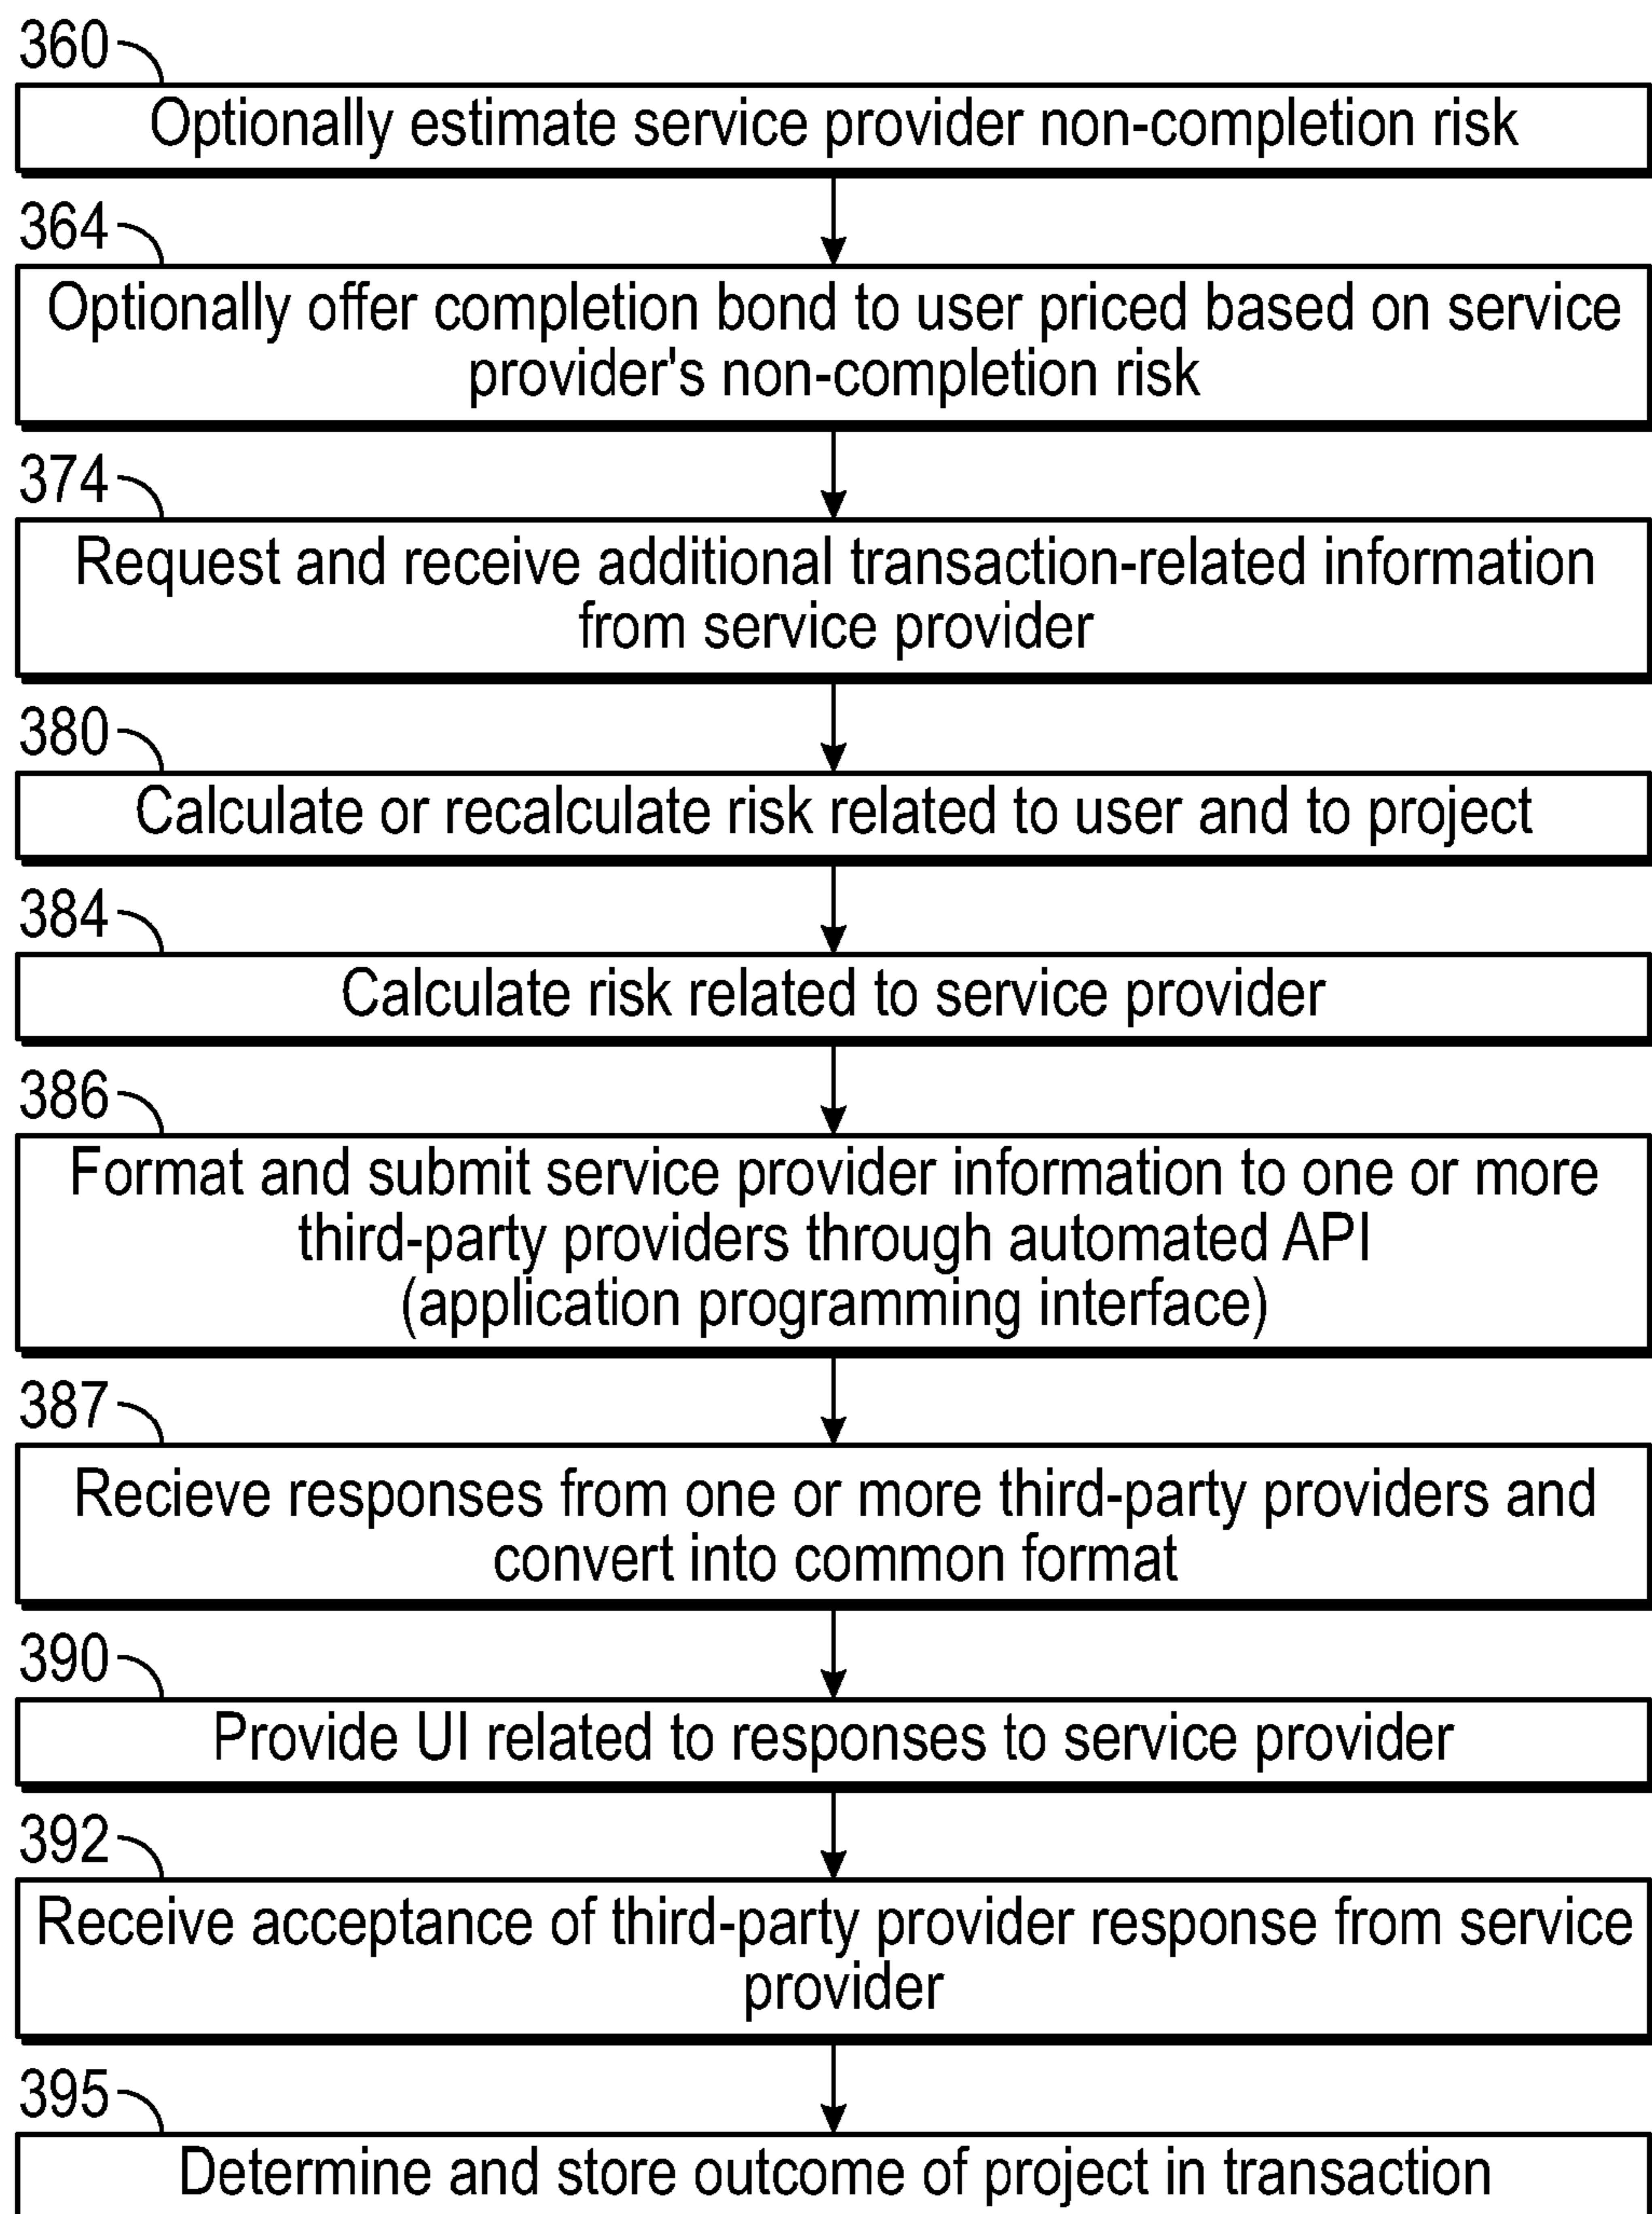 360
Optionally estimate service provider non-completion risk
364
Optionally offer completion bond to user priced based on service
provider's non-completion risk
374
Request and receive additional transaction-related information
from service provider
380
Calculate or recalculate risk related to user and to project
384
Calculate risk related to service provider
386
Format and submit service provider information to one or more
third-party providers through automated API
(application programming interface)
387
Recieve responses from one or more third-party providers and
convert into common format
390
Provide UI related to responses to service provider
392
Receive acceptance of third-party provider response from service
provider
395
Determine and store outcome of project in transaction